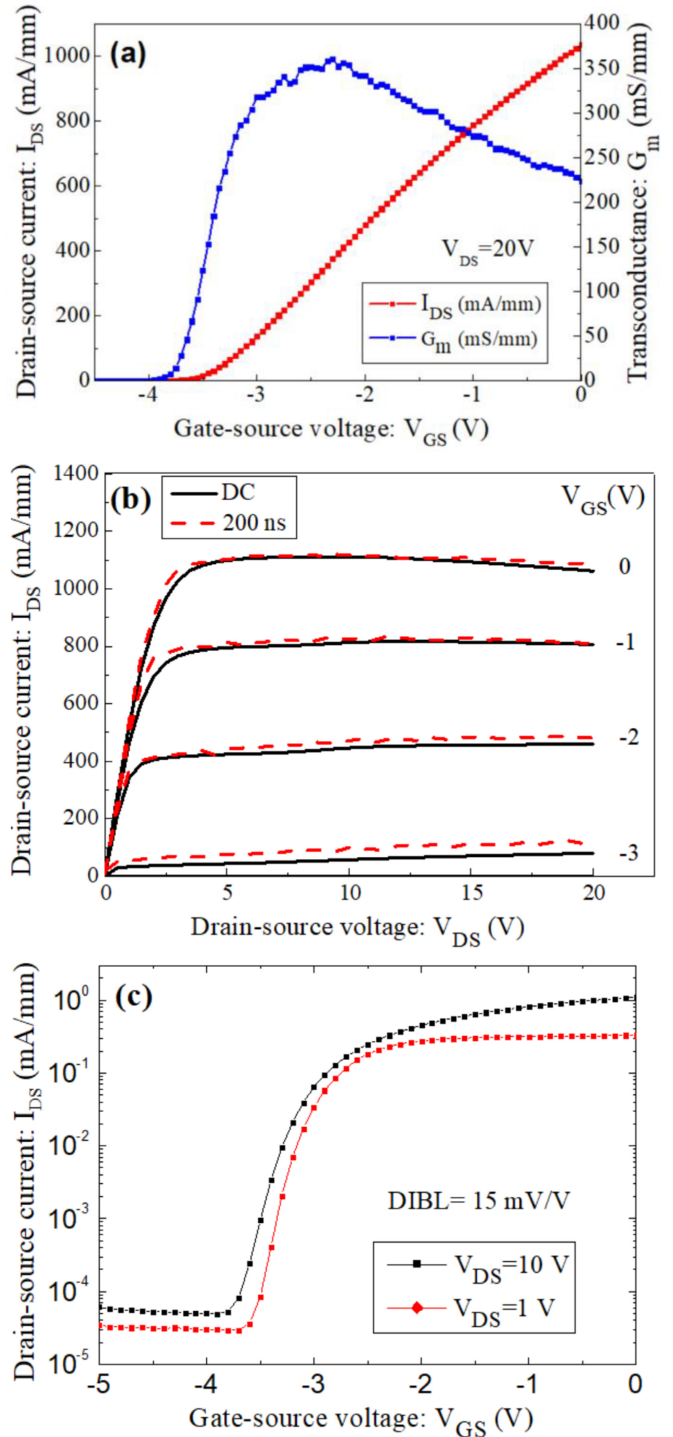 (a)
Drain-source current: I_DS (mA/mm)
1000
800
600
400
200
0
400
350
300
250
200
150
100
50
0
Transconductance: G_m (mS/mm)
V_DS=20V
I_DS (mA/mm)
G_m (mS/mm)
-4
-3
-2
-1
0
Gate-source voltage: V_GS (V)
(b)
Drain-source current: I_DS (mA/mm)
1400
1200
1000
800
600
400
200
0
DC
200 ns
V_GS(V)
0
-1
-2
-3
0
5
10
15
20
Drain-source voltage: V_DS (V)
(c)
Drain-source current: I_DS (mA/mm)
10^0
10^-1
10^-2
10^-3
10^-4
10^-5
DIBL= 15 mV/V
V_DS=10 V
V_DS=1 V
-5
-4
-3
-2
-1
0
Gate-source voltage: V_GS (V)